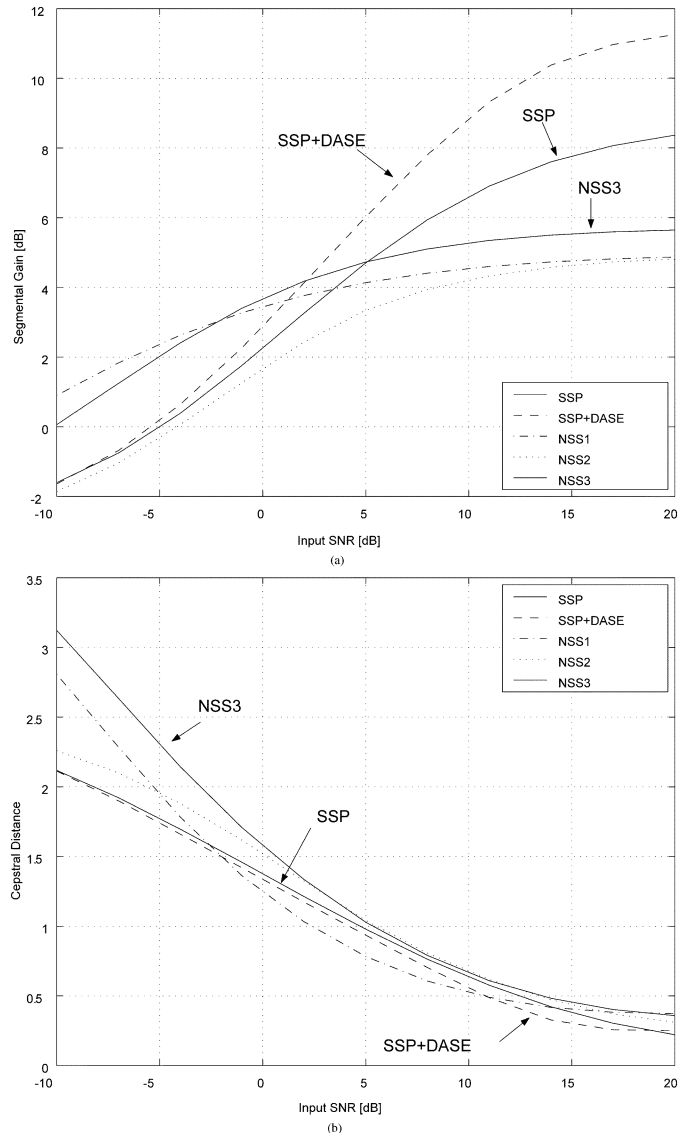 12
10
8
6
4
2
0
-2
Segmental Gain [dB]
SSP+DASE
SSP
NSS3
SSP
SSP+DASE
NSS1
NSS2
NSS3
-10 -5 0 5 10 15 20
Input SNR [dB]
(a)
3.5
3
2.5
2
1.5
1
0.5
0
Cepstral Distance
SSP
SSP+DASE
NSS1
NSS2
NSS3
NSS3
SSP
SSP+DASE
-10 -5 0 5 10 15 20
Input SNR [dB]
(b)